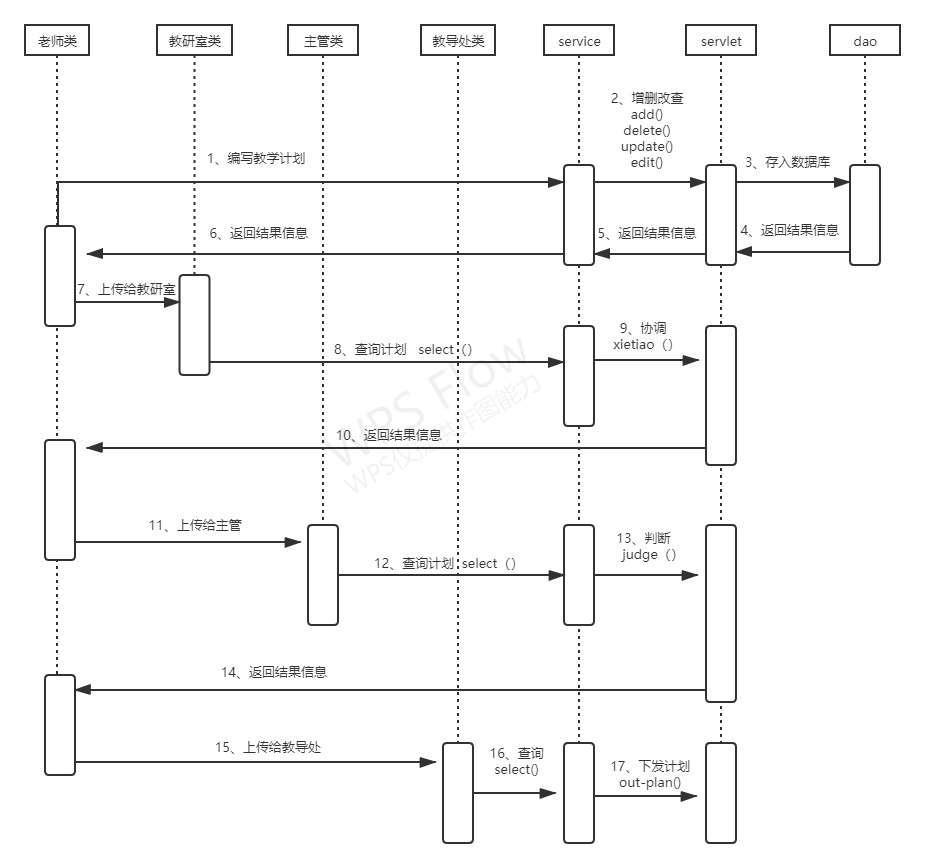 老师类
教研室类
主管类
教导处类
service
servlet
dao
2、增删改查
add()
delete()
update()
edit()
1、编写教学计划
3、存入数据库
6、返回结果信息
5、返回结果信息
4、返回结果信息
7、上传给教研室
9、协调
xietiao（）
8、查询计划 select（）
WPS Flow
10、返回结果信息
11、上传给主管
13、判断
judge（）
12、查询计划 select（）
14、返回结果信息
15、上传给教导处
16、查询
select()
17、下发计划
out-plan()